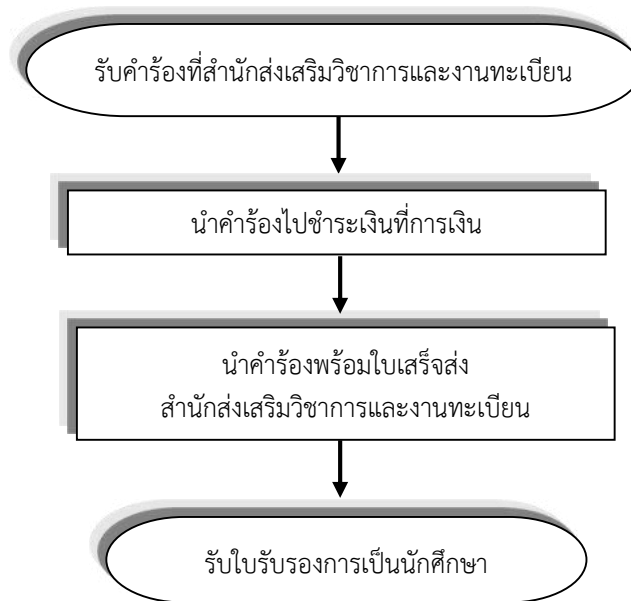 รับคำร้องที่สำนักส่งเสริมวิชาการและงานทะเบียน
นำคำร้องไปชำระเงินที่การเงิน
นำคำร้องพร้อมใบเสร็จส่ง
สำนักส่งเสริมวิชาการและงานทะเบียน
รับใบรับรองการเป็นนักศึกษา